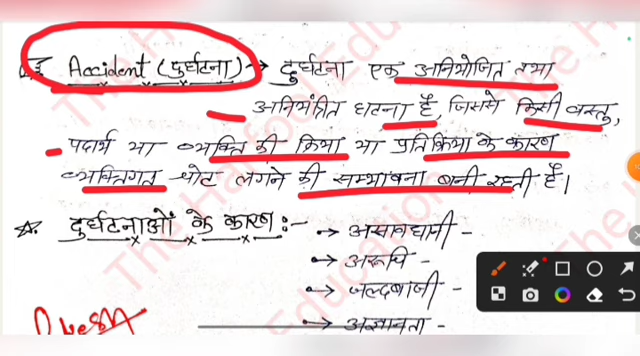 Accident (दुर्घटना) → दुर्घटना एक अनियोजित तथा
अनियंत्रित घटना है, जिसमे किसी वस्तु,
पदार्थ या व्यक्ति की क्रिया या प्रतिक्रिया के कारण
व्यक्तिगत चोट लगने की सम्भावना बनी रहती है।
दुर्घटनाओं के कारण :- → असावधानी -
→ अरूचि -
→ जल्दबाजी -
→ अज्ञानता -